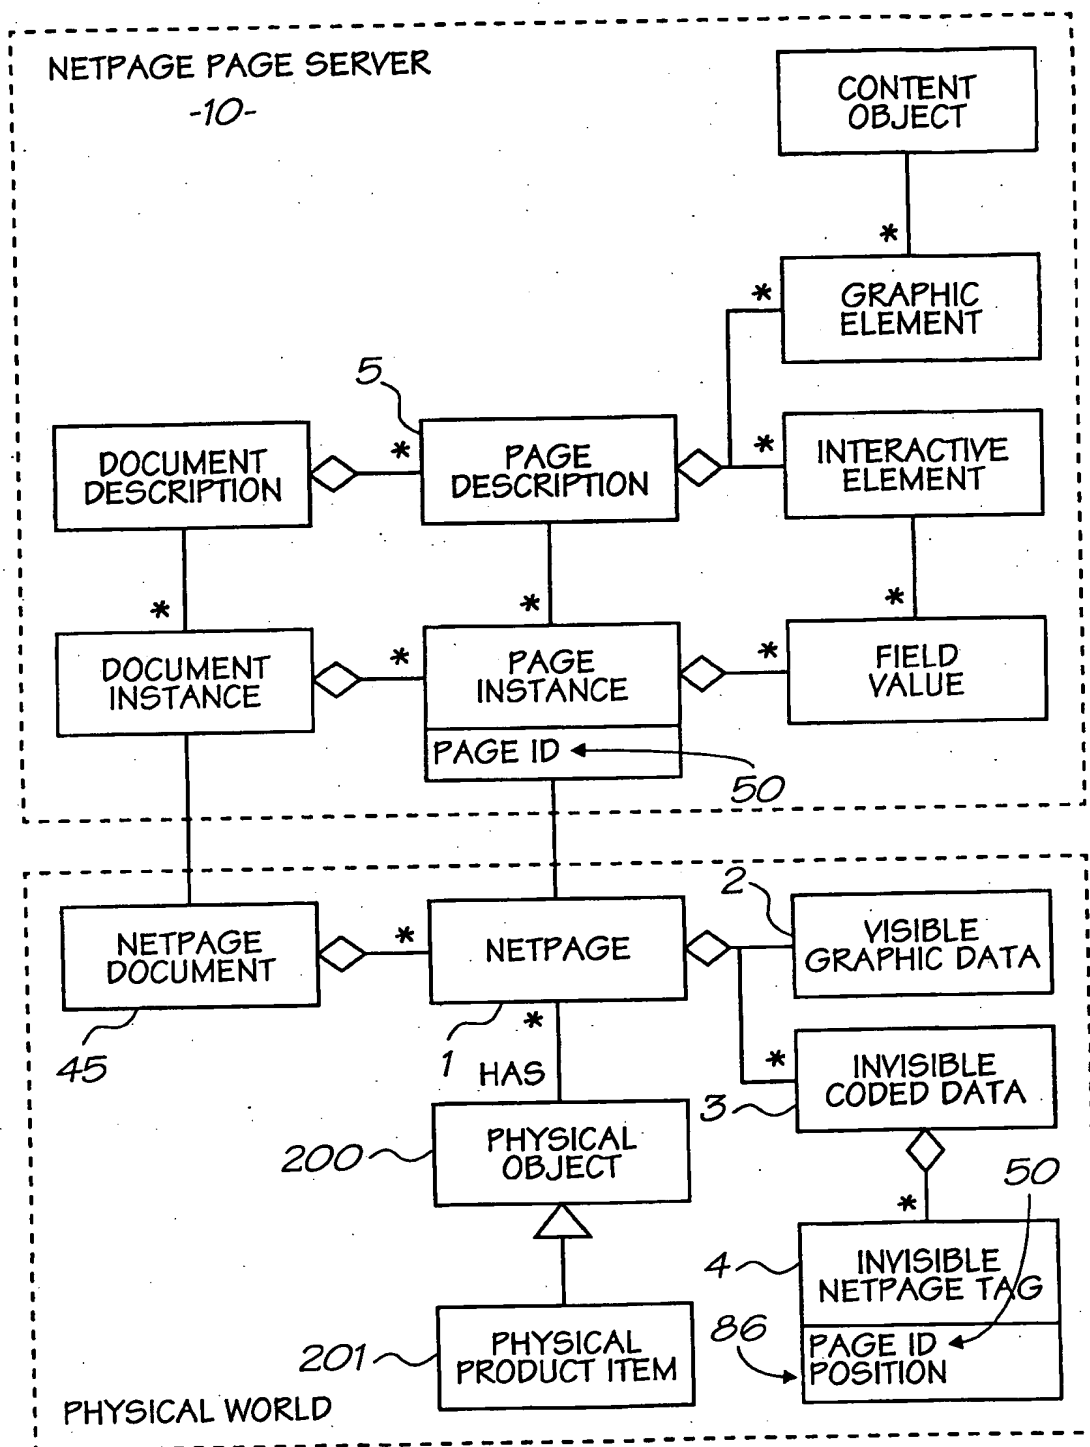 NETPAGE PAGE SERVER
-10-
CONTENT
OBJECT
*
GRAPHIC
ELEMENT
*
5
DOCUMENT
DESCRIPTION
*
PAGE
DESCRIPTION
*
INTERACTIVE
ELEMENT
*
*
*
DOCUMENT
INSTANCE
*
PAGE
INSTANCE
*
FIELD
VALUE
PAGE ID
50
2
NETPAGE
DOCUMENT
*
NETPAGE
VISIBLE
GRAPHIC DATA
45
1
*
HAS
*
3
INVISIBLE
CODED DATA
200
PHYSICAL
OBJECT
50
*
4
INVISIBLE
NETPAGE TAG
86
PAGE ID
POSITION
201
PHYSICAL
PRODUCT ITEM
PHYSICAL WORLD